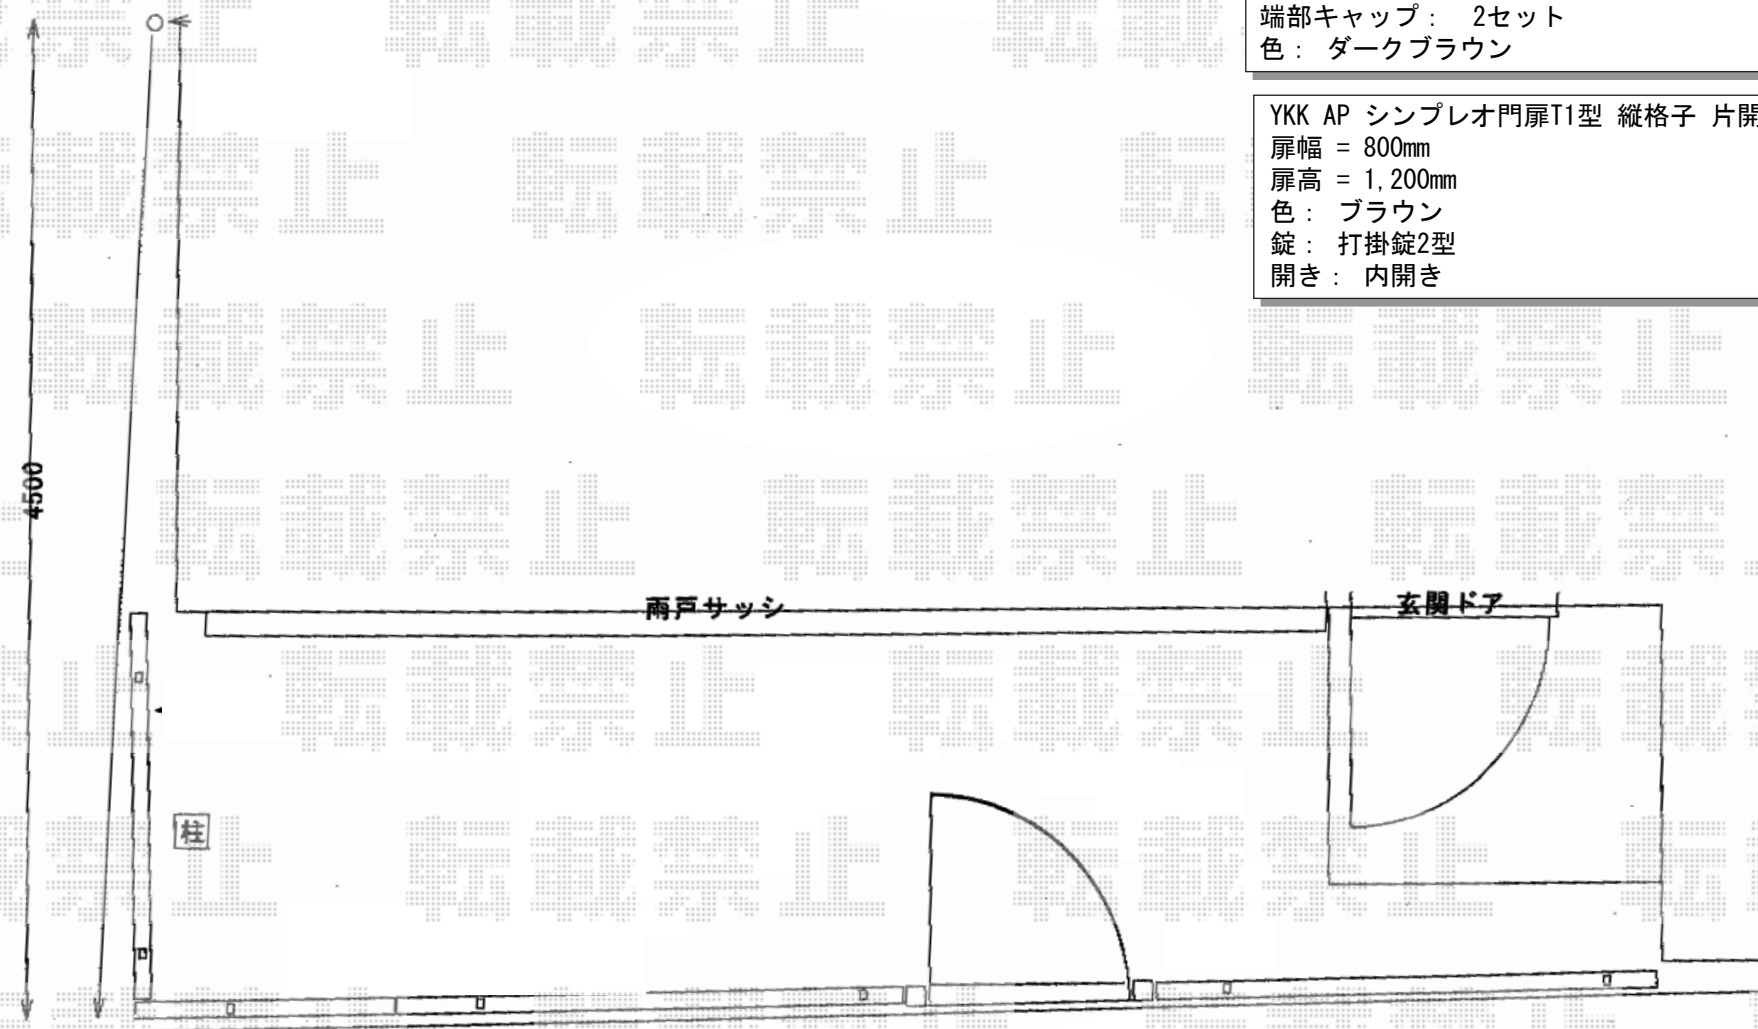 端部キャップ： 2セット
色： ダークブラウン
YKK AP シンプレオ門扉T1型 縦格子 片開
扉幅 = 800mm
扉高 = 1,200mm
色： ブラウン
錠： 打掛錠2型
開き： 内開き
4500
雨戸サッシ
玄関ドア
柱
転載禁止